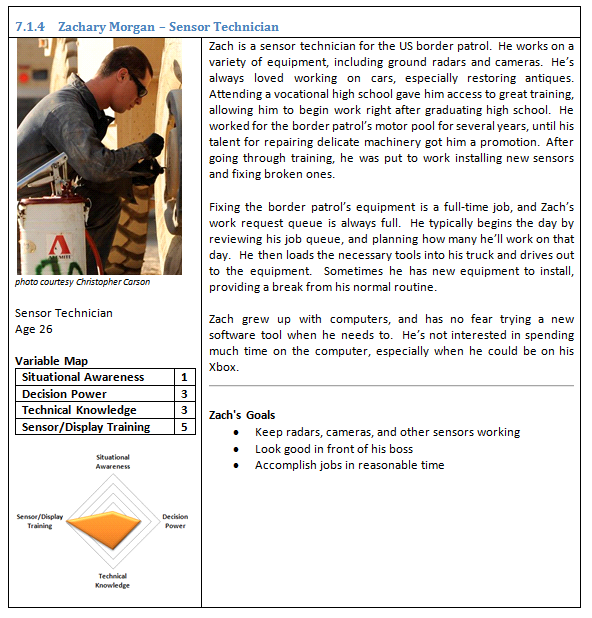 7.1.4 Zachary Morgan – Sensor Technician
photo courtesy Christopher Carson
Sensor Technician
Age 26
Variable Map
Situational Awareness 1
Decision Power 3
Technical Knowledge 3
Sensor/Display Training 5
Situational
Awareness
Sensor/Display
Training
Decision
Power
Technical
Knowledge
Zach is a sensor technician for the US border patrol. He works on a
variety of equipment, including ground radars and cameras. He's
always loved working on cars, especially restoring antiques.
Attending a vocational high school gave him access to great training,
allowing him to begin work right after graduating high school. He
worked for the border patrol's motor pool for several years, until his
talent for repairing delicate machinery got him a promotion. After
going through training, he was put to work installing new sensors
and fixing broken ones.
Fixing the border patrol's equipment is a full-time job, and Zach's
work request queue is always full. He typically begins the day by
reviewing his job queue, and planning how many he'll work on that
day. He then loads the necessary tools into his truck and drives out
to the equipment. Sometimes he has new equipment to install,
providing a break from his normal routine.
Zach grew up with computers, and has no fear trying a new
software tool when he needs to. He's not interested in spending
much time on the computer, especially when he could be on his
Xbox.
Zach's Goals
• Keep radars, cameras, and other sensors working
• Look good in front of his boss
• Accomplish jobs in reasonable time